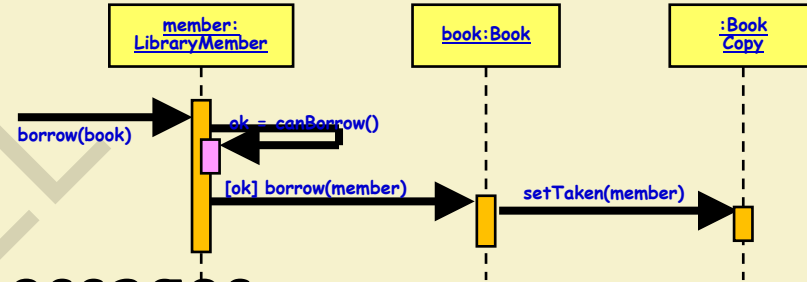 member:
LibraryMember
book:Book
:Book
Copy
borrow(book)
ok = canBorrow()
[ok] borrow(member)
setTaken(member)